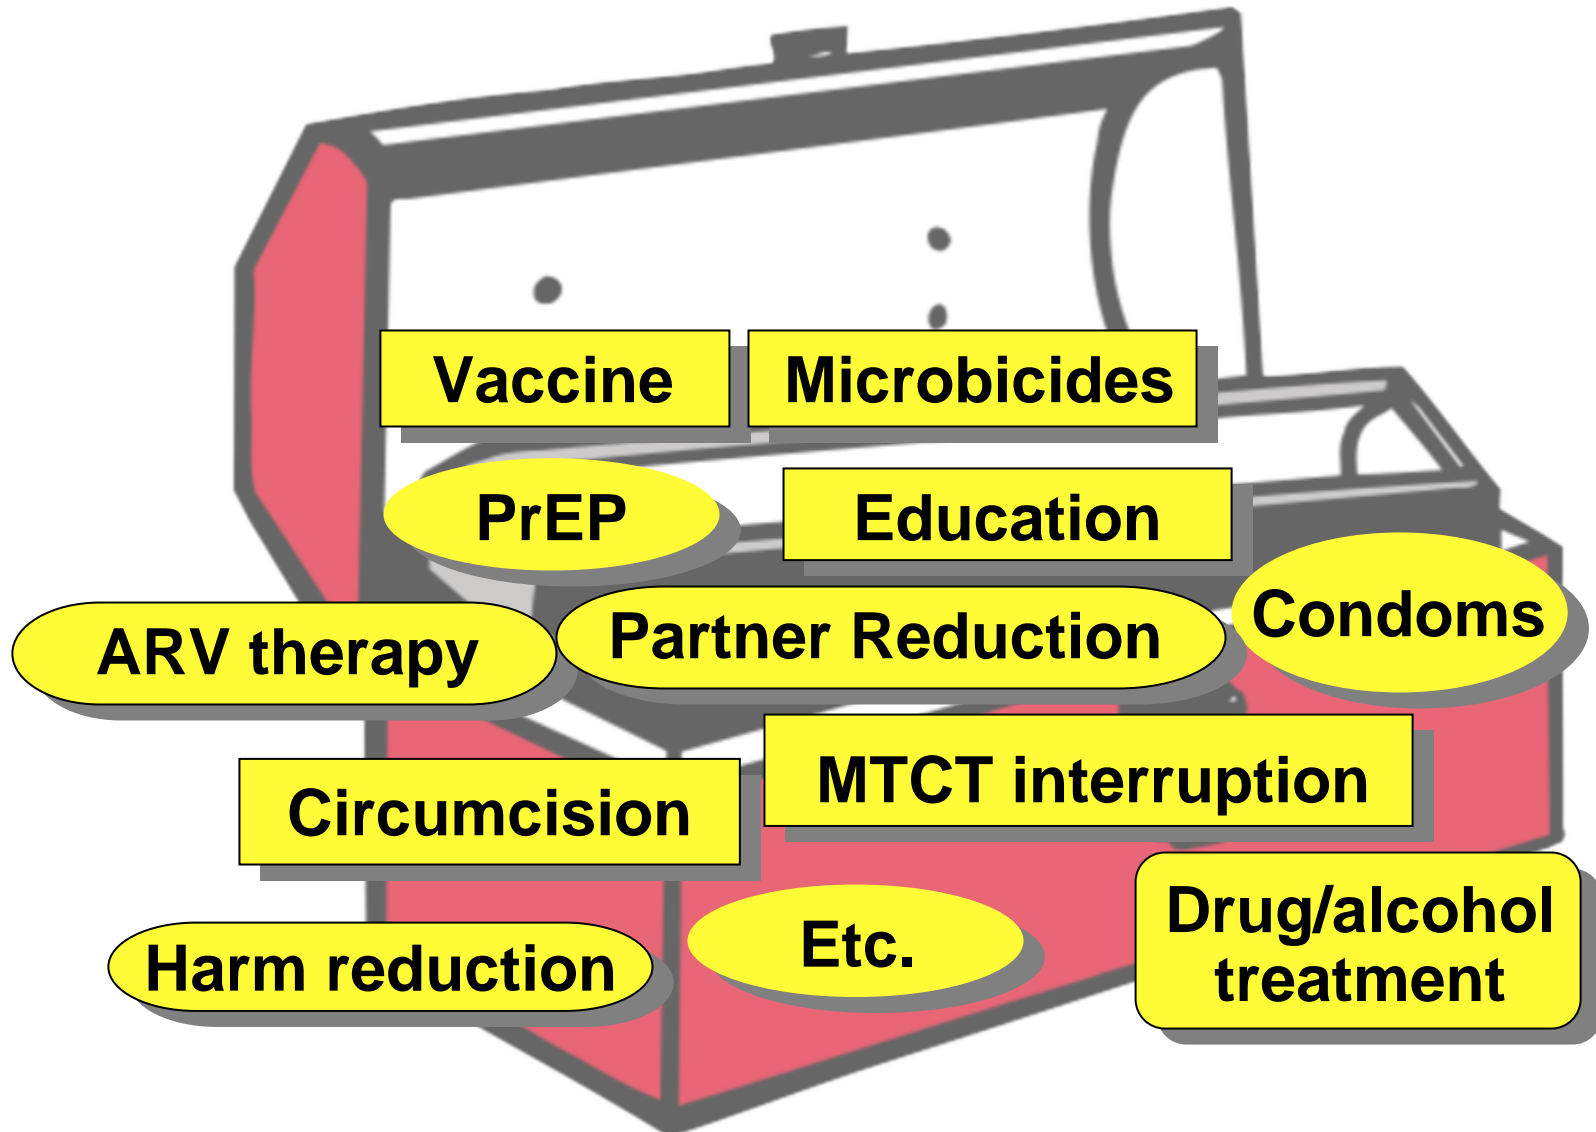 Vaccine
Microbicides
PrEP
Education
Condoms
ARV therapy
Partner Reduction
MTCT interruption
Circumcision
Drug/alcohol
treatment
Etc.
Harm reduction